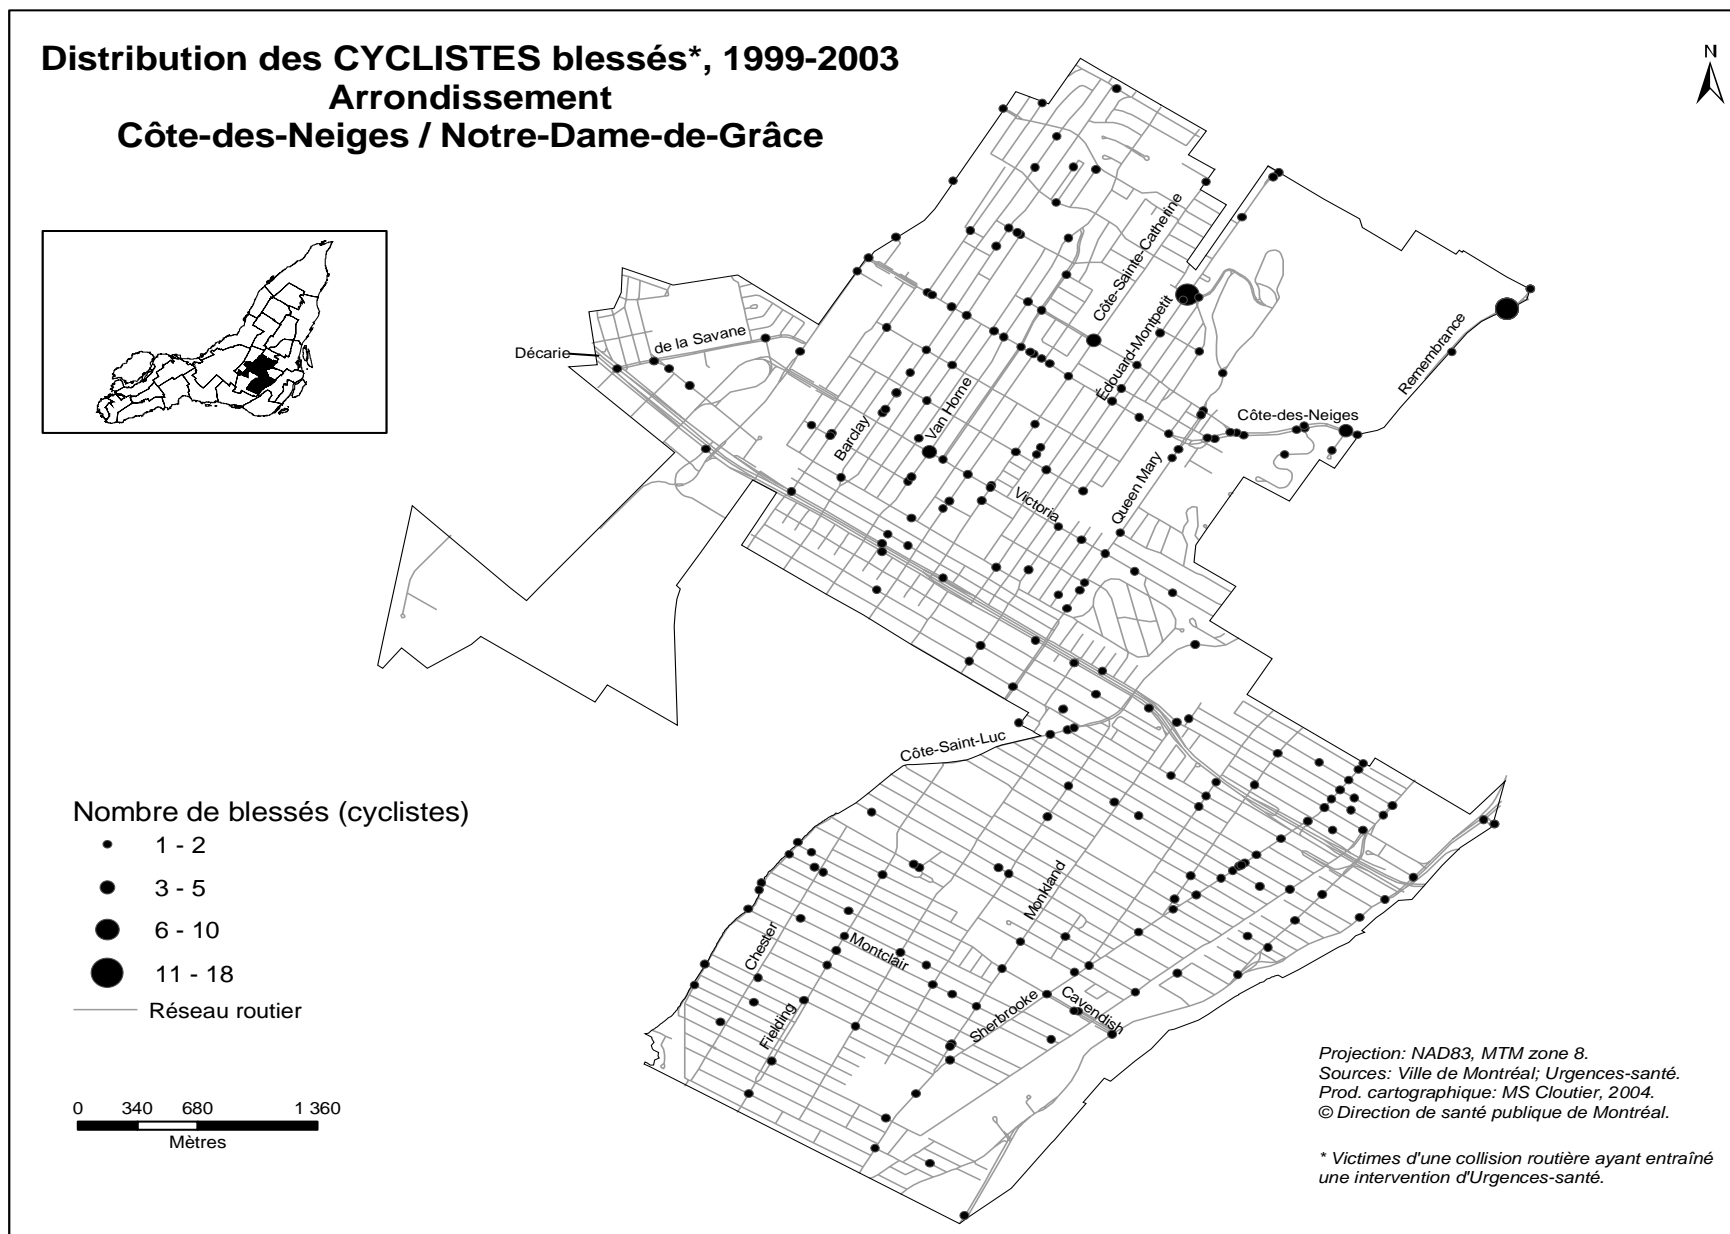 Distribution des CYCLISTES blessés*, 1999-2003
Arrondissement
Côte-des-Neiges / Notre-Dame-de-Grâce
N
Côte-Sainte-Catherine
Édouard-Montpetit
Remembrance
de la Savane
Décarie
Côte-des-Neiges
Van Horne
Barclay
Queen Mary
Victoria
Côte-Saint-Luc
Monkland
Chester
Montclair
Fielding
Sherbrooke
Cavendish
Nombre de blessés (cyclistes)
1 - 2
3 - 5
6 - 10
11 - 18
Réseau routier
0 340 680 1 360
Mètres
Projection: NAD83, MTM zone 8.
Sources: Ville de Montréal; Urgences-santé.
Prod. cartographique: MS Cloutier, 2004.
© Direction de santé publique de Montréal.
* Victimes d'une collision routière ayant entraîné
une intervention d'Urgences-santé.